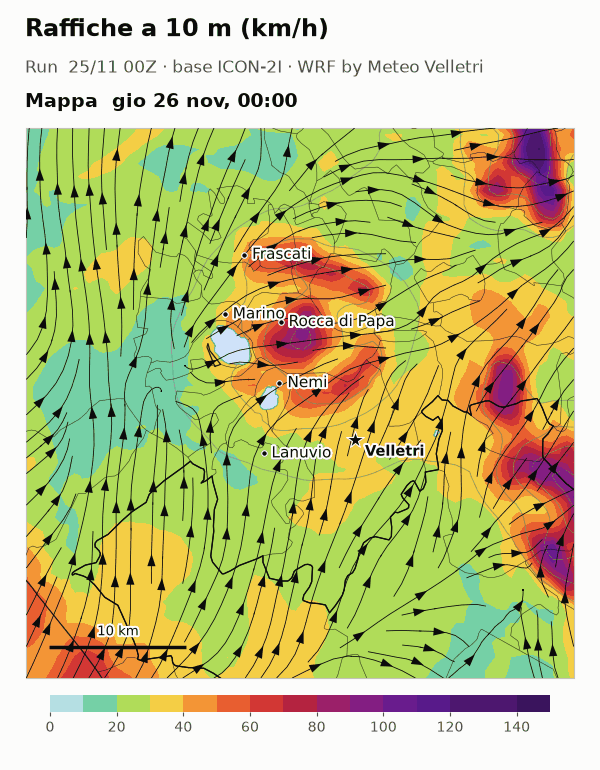 Raffiche a 10 m (km/h)
Run  25/11 00Z · base ICON-2I · WRF by Meteo Velletri
Mappa  gio 26 nov, 00:00
Frascati
Marino
Rocca di Papa
Nemi
Lanuvio
Velletri
10 km
0 20 40 60 80 100 120 140